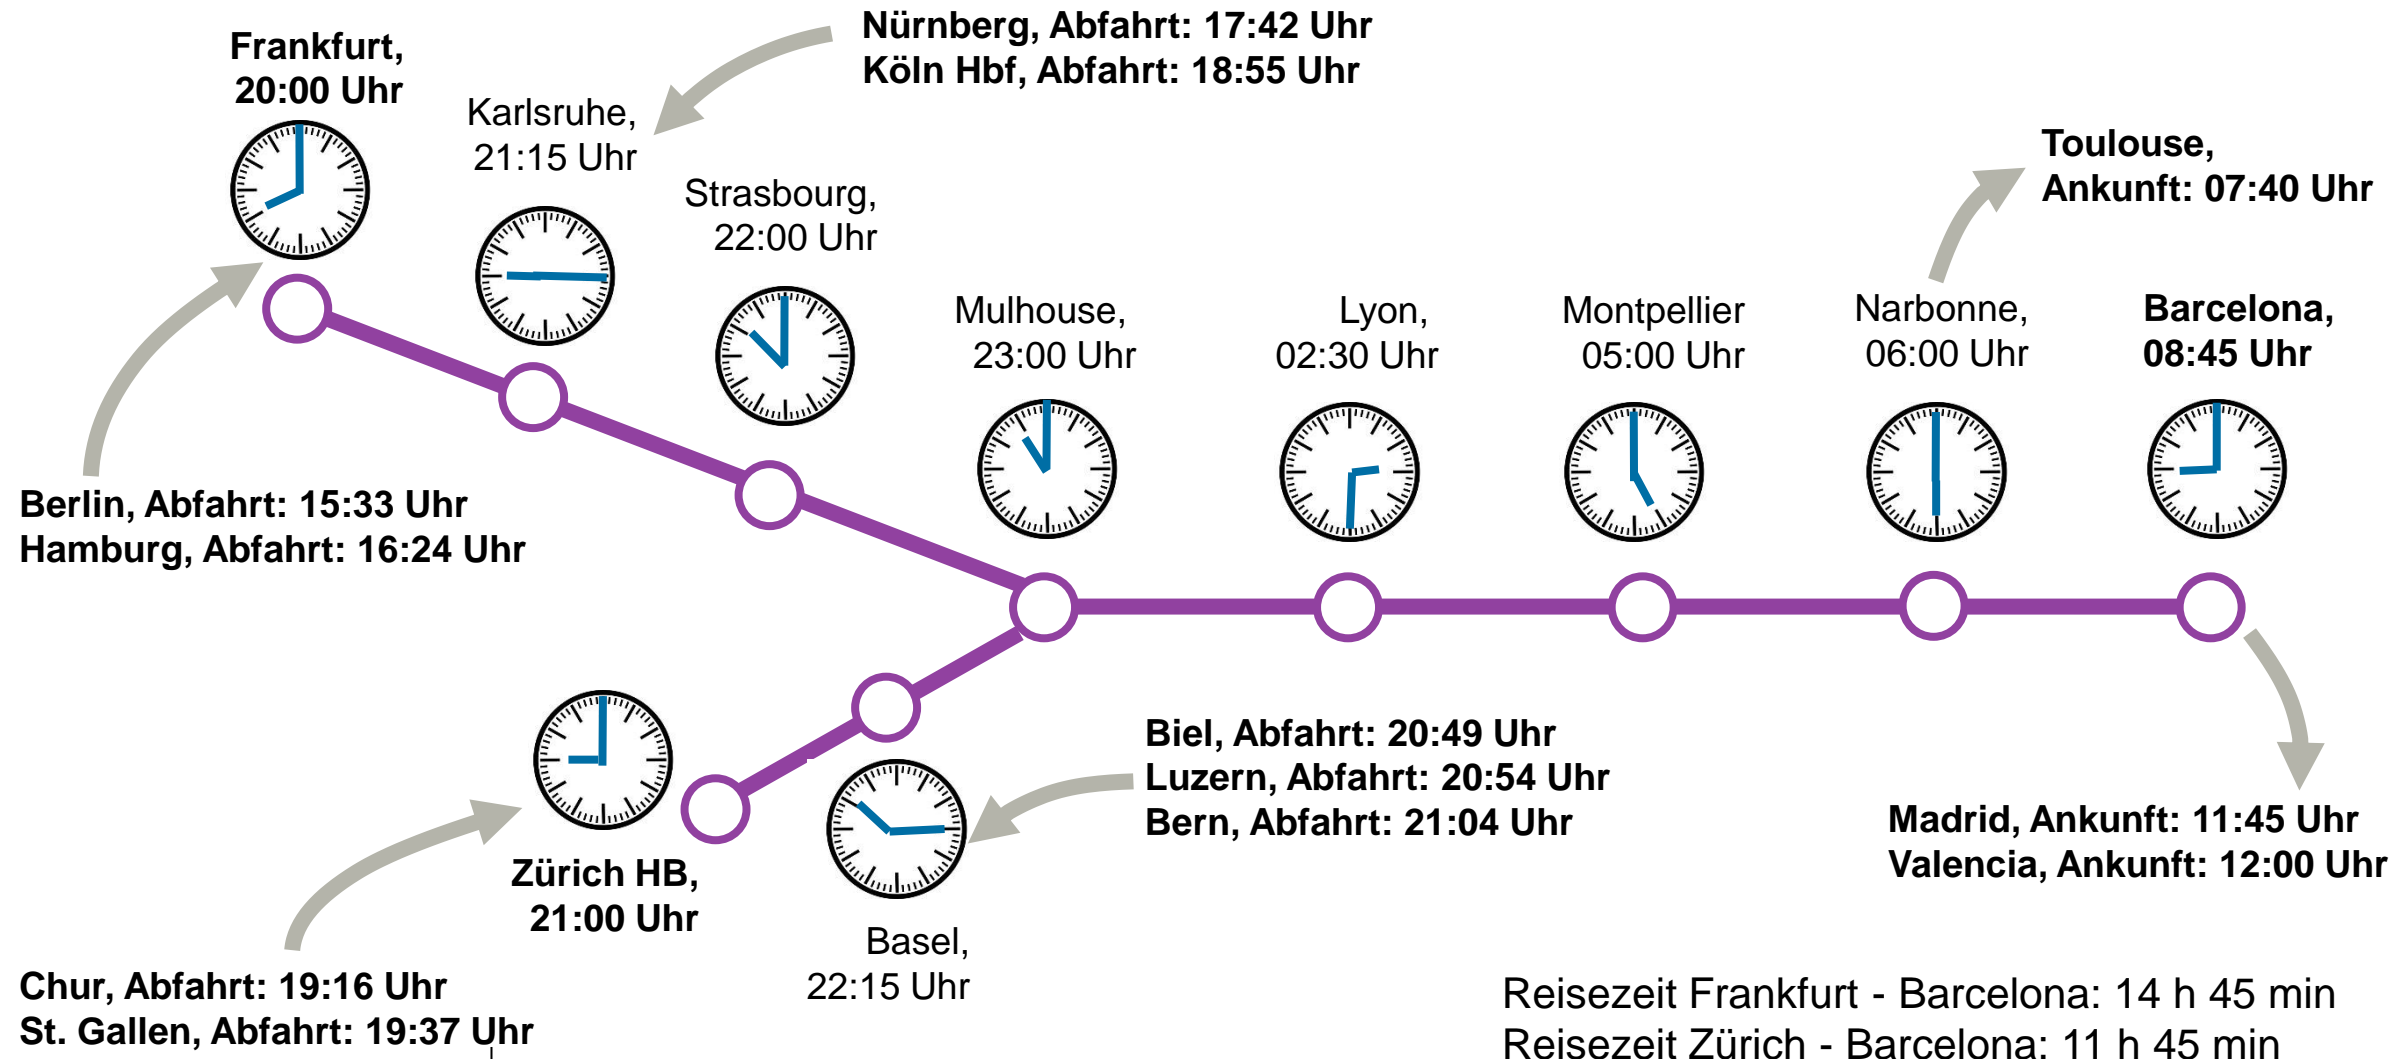 Nürnberg, Abfahrt: 17:42 Uhr
Köln Hbf, Abfahrt: 18:55 Uhr
Frankfurt,
20:00 Uhr
Karlsruhe,
21:15 Uhr
Strasbourg,
22:00 Uhr
Toulouse,
Ankunft: 07:40 Uhr
Mulhouse,
23:00 Uhr
Lyon,
02:30 Uhr
Montpellier
05:00 Uhr
Narbonne,
06:00 Uhr
Barcelona,
08:45 Uhr
Berlin, Abfahrt: 15:33 Uhr
Hamburg, Abfahrt: 16:24 Uhr
Biel, Abfahrt: 20:49 Uhr
Luzern, Abfahrt: 20:54 Uhr
Bern, Abfahrt: 21:04 Uhr
Madrid, Ankunft: 11:45 Uhr
Valencia, Ankunft: 12:00 Uhr
Zürich HB,
21:00 Uhr
Basel,
22:15 Uhr
Chur, Abfahrt: 19:16 Uhr
St. Gallen, Abfahrt: 19:37 Uhr
Reisezeit Frankfurt - Barcelona: 14 h 45 min
Reisezeit Zürich - Barcelona: 11 h 45 min